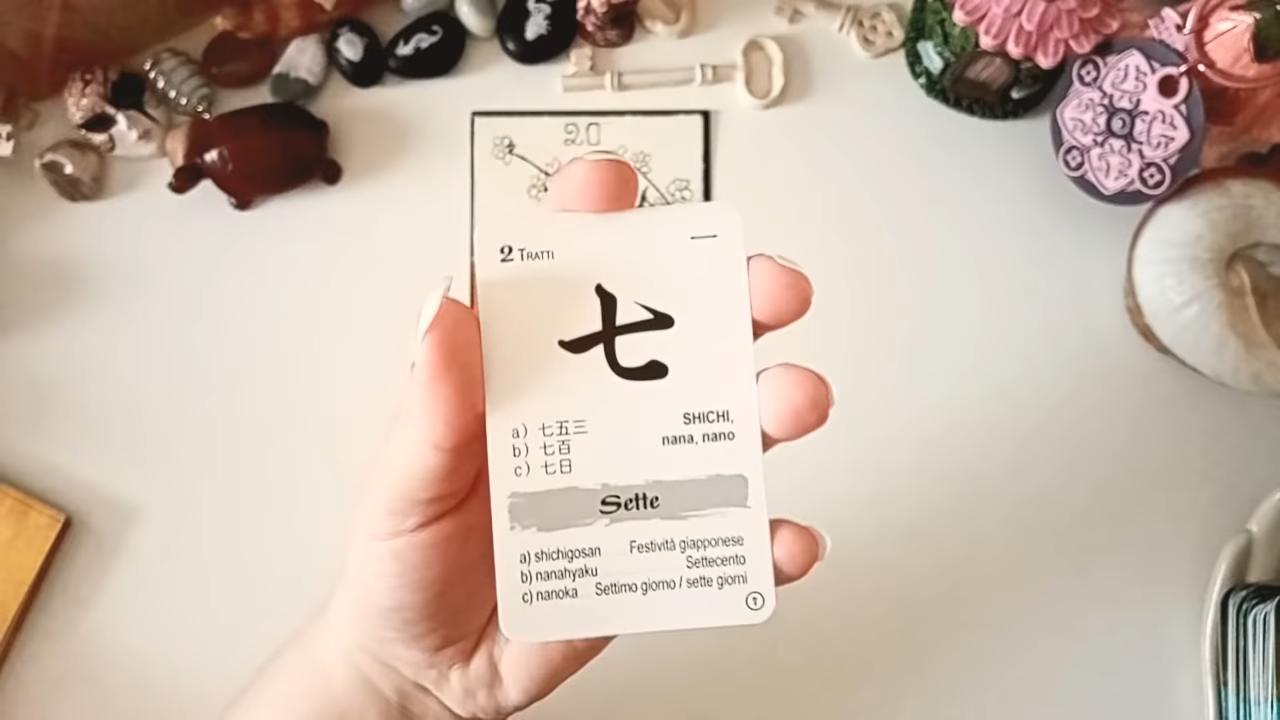 20
2 TRATTI 一
七
a) 七五三
b) 七百
c) 七日
SHICHI,
nana, nano
Sette
a) shichigosan Festività giapponese
b) nanahyaku Settecento
c) nanoka Settimo giorno / sette giorni